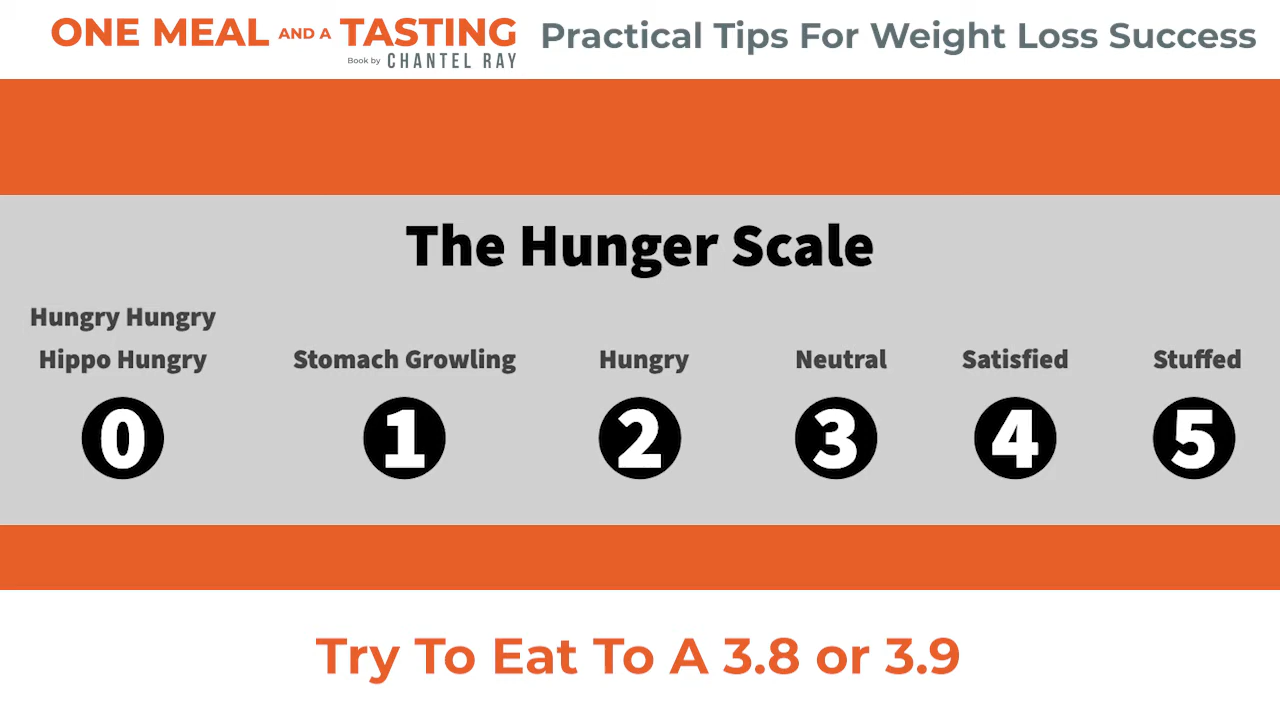 ONE MEAL AND A TASTING
Book by CHANTEL RAY
Practical Tips For Weight Loss Success
The Hunger Scale
Hungry Hungry
Hippo Hungry
Stomach Growling
Hungry
Neutral
Satisfied
Stuffed
0
1
2
3
4
5
Try To Eat To A 3.8 or 3.9